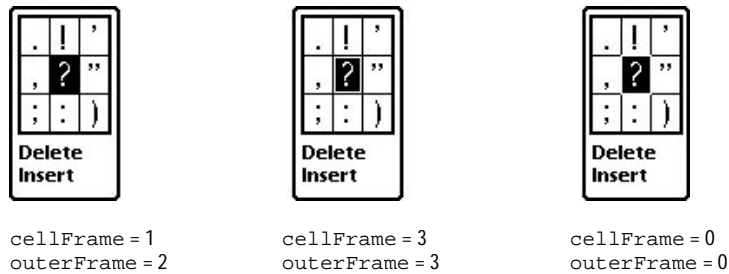 . ! ’
, ? ”
; : )
Delete
Insert
cellFrame = 1
outerFrame = 2
. ! ’
, ? ”
; : )
Delete
Insert
cellFrame = 3
outerFrame = 3
. ! ’
, ? ”
; : )
Delete
Insert
cellFrame = 0
outerFrame = 0